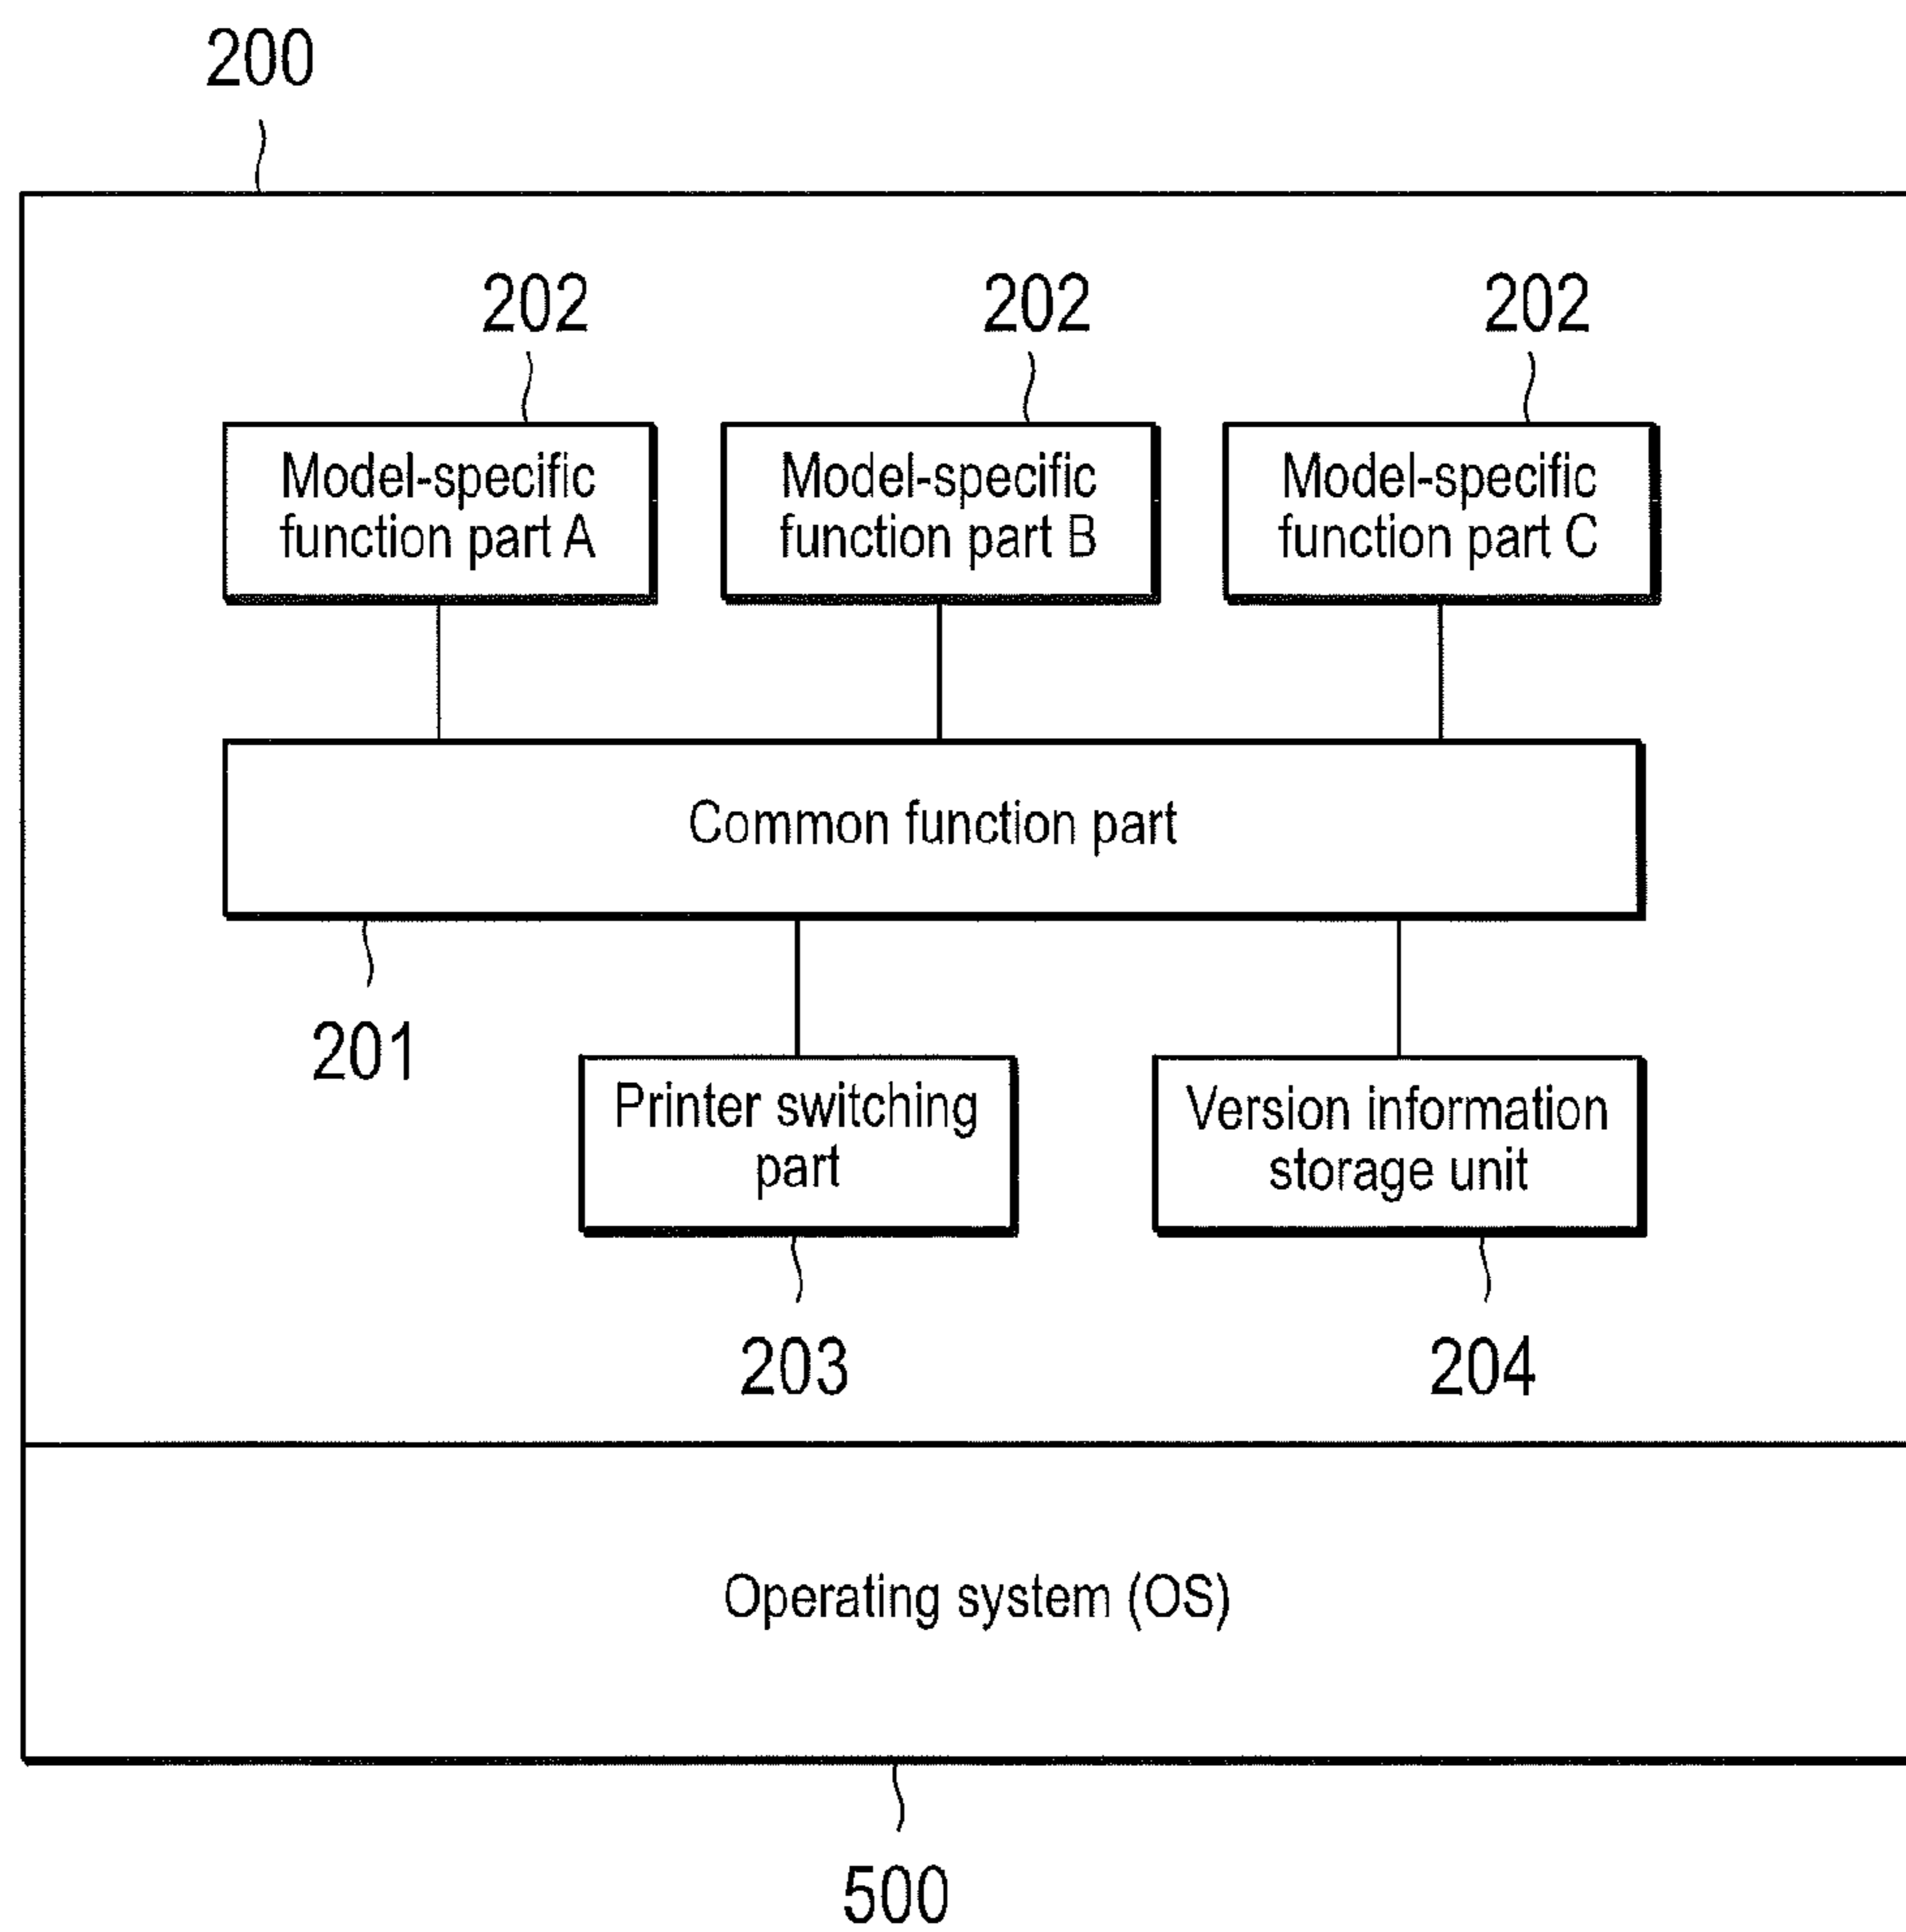 200
202
202
202
Model-specific
function part A
Model-specific
function part B
Model-specific
function part C
Common function part
201
Printer switching
part
Version information
storage unit
203
204
Operating system (OS)
500